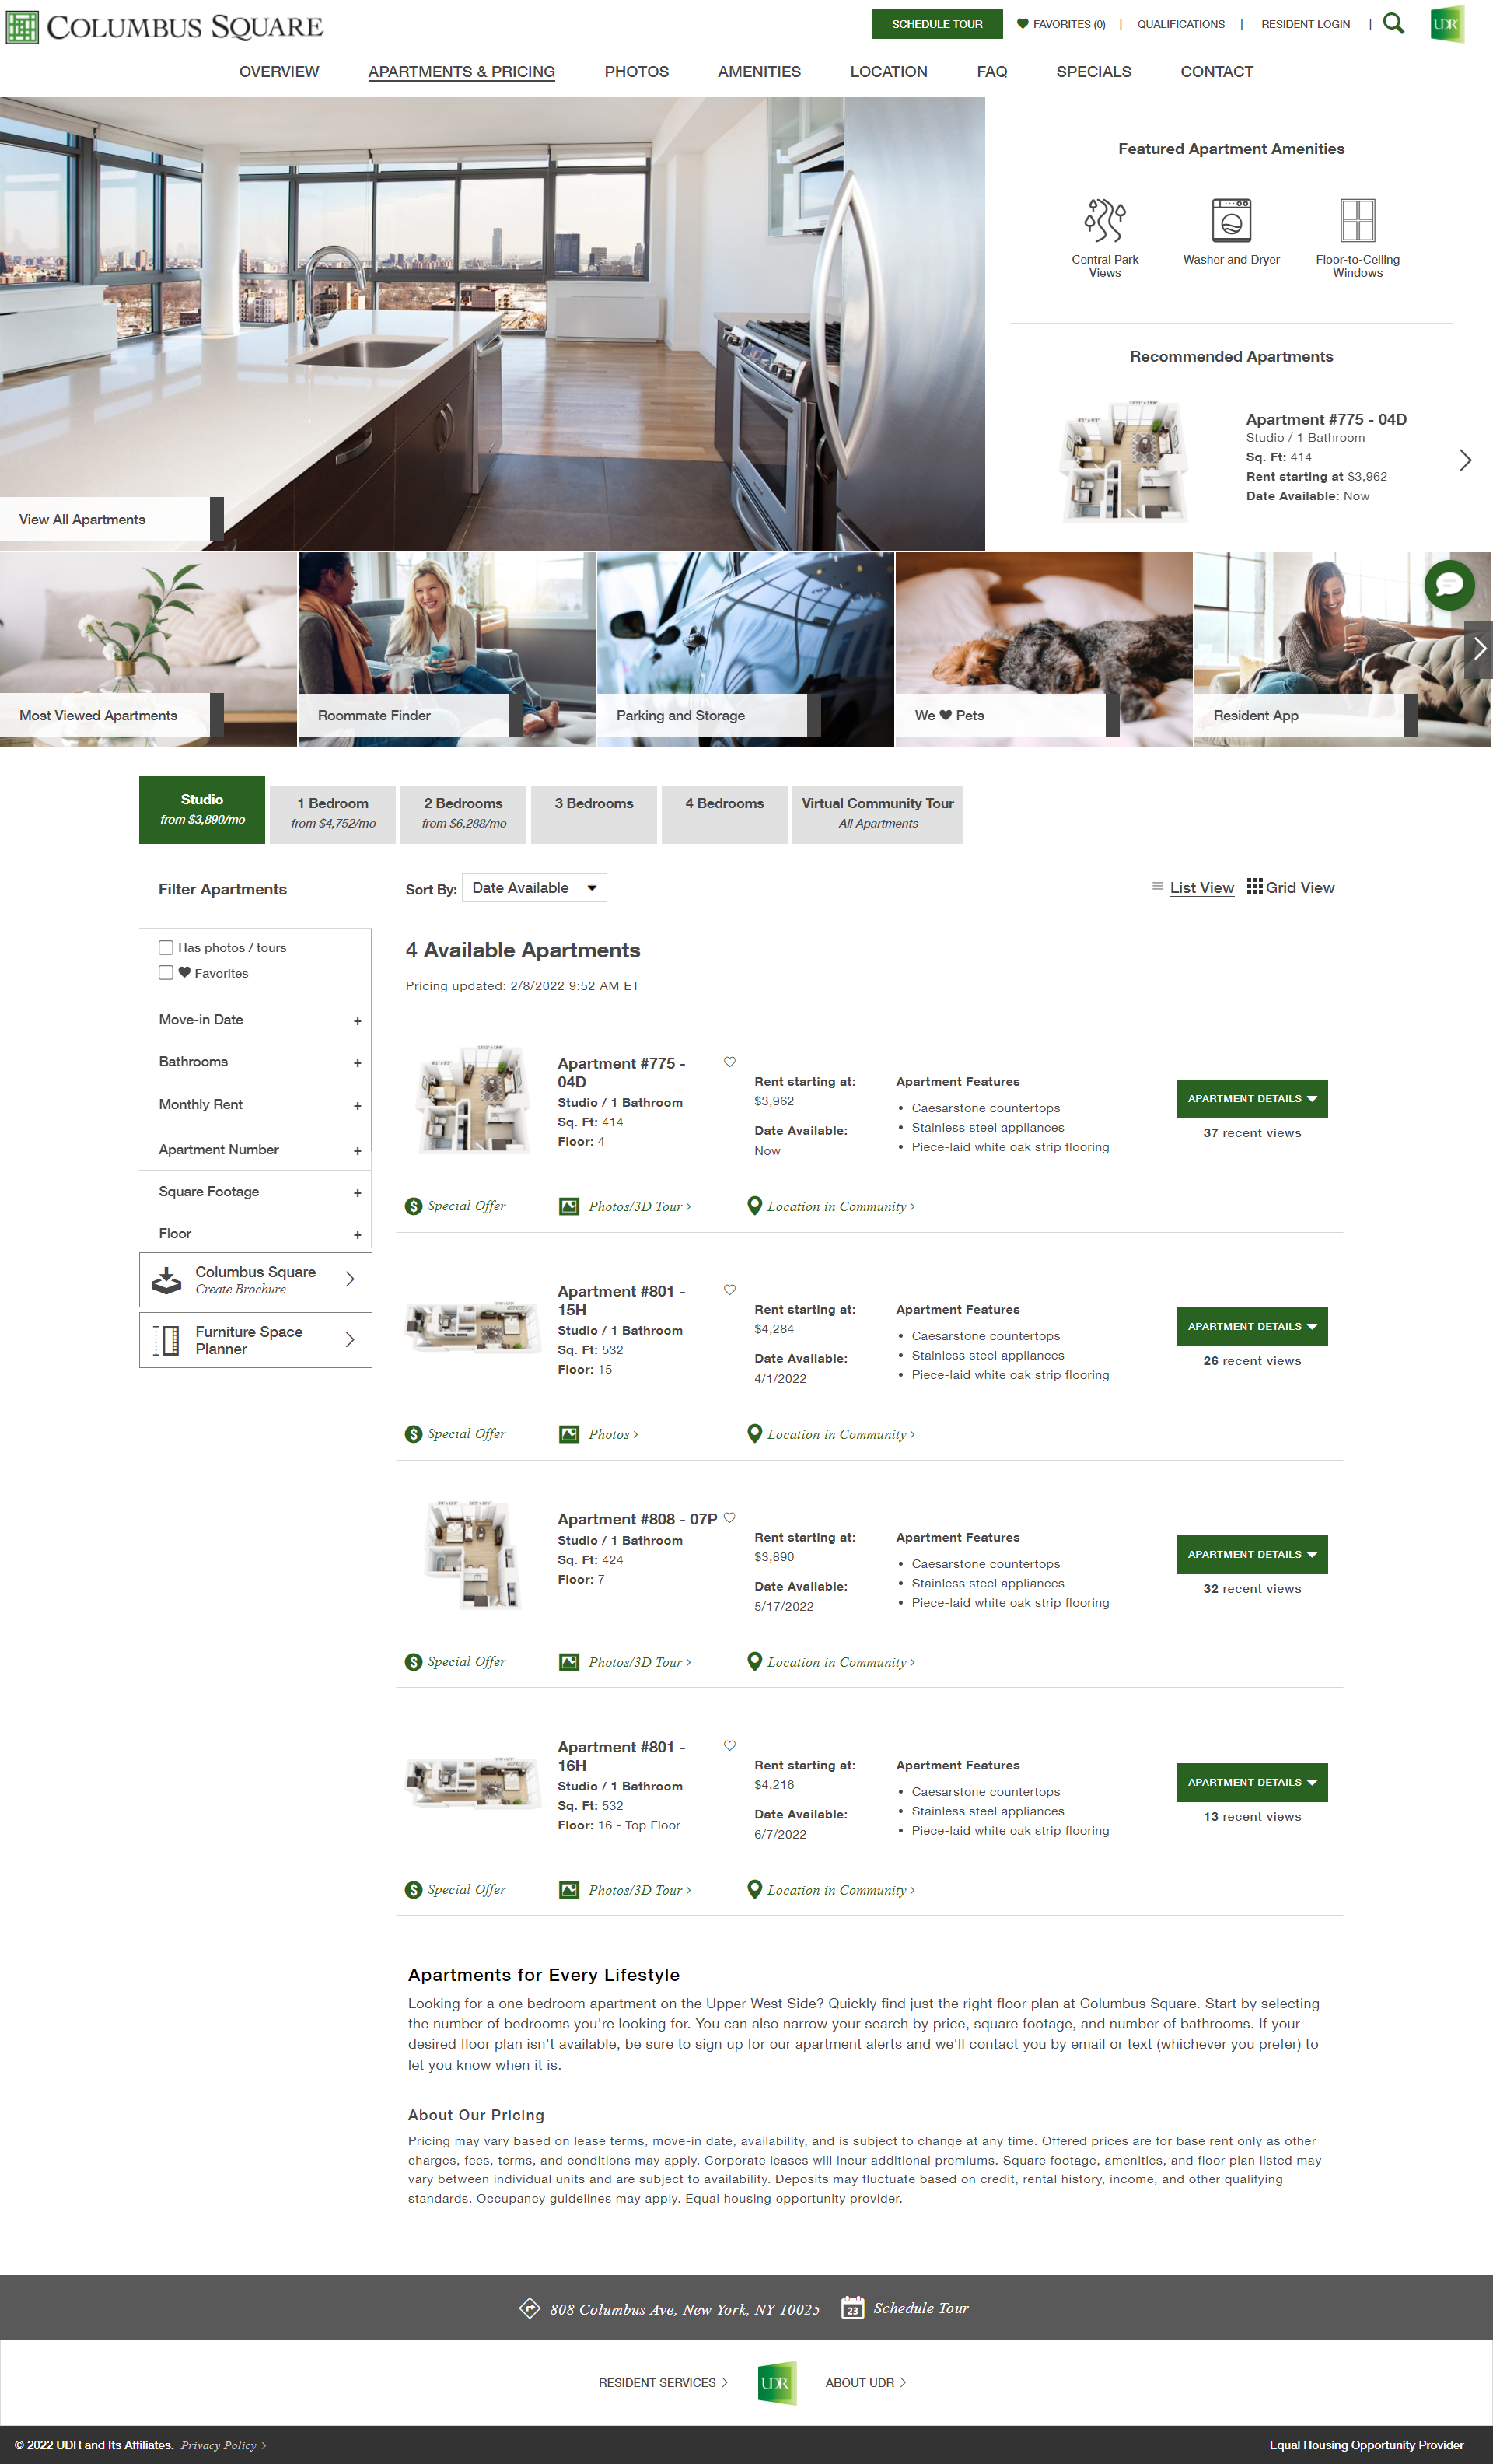 COLUMBUS SQUARE
SCHEDULE TOUR
FAVORITES (0) | QUALIFICATIONS | RESIDENT LOGIN |
UDR
OVERVIEW
APARTMENTS & PRICING
PHOTOS
AMENITIES
LOCATION
FAQ
SPECIALS
CONTACT
View All Apartments
Featured Apartment Amenities
Central Park
Views
Washer and Dryer
Floor-to-Ceiling
Windows
Recommended Apartments
Apartment #775 - 04D
Studio / 1 Bathroom
Sq. Ft: 414
Rent starting at $3,962
Date Available: Now
Most Viewed Apartments
Roommate Finder
Parking and Storage
We ♥ Pets
Resident App
Studio
from $3,890/mo
1 Bedroom
from $4,752/mo
2 Bedrooms
from $6,288/mo
3 Bedrooms
4 Bedrooms
Virtual Community Tour
All Apartments
Filter Apartments
Has photos / tours
♥ Favorites
Move-in Date +
Bathrooms +
Monthly Rent +
Apartment Number +
Square Footage +
Floor +
Columbus Square
Create Brochure
Furniture Space
Planner
Sort By: Date Available
List View
Grid View
4 Available Apartments
Pricing updated: 2/8/2022 9:52 AM ET
Apartment #775 -
04D
Studio / 1 Bathroom
Sq. Ft: 414
Floor: 4
Rent starting at:
$3,962
Date Available:
Now
Apartment Features
• Caesarstone countertops
• Stainless steel appliances
• Piece-laid white oak strip flooring
APARTMENT DETAILS
37 recent views
$ Special Offer
Photos/3D Tour >
Location in Community >
Apartment #801 -
15H
Studio / 1 Bathroom
Sq. Ft: 532
Floor: 15
Rent starting at:
$4,284
Date Available:
4/1/2022
Apartment Features
• Caesarstone countertops
• Stainless steel appliances
• Piece-laid white oak strip flooring
APARTMENT DETAILS
26 recent views
$ Special Offer
Photos >
Location in Community >
Apartment #808 - 07P
Studio / 1 Bathroom
Sq. Ft: 424
Floor: 7
Rent starting at:
$3,890
Date Available:
5/17/2022
Apartment Features
• Caesarstone countertops
• Stainless steel appliances
• Piece-laid white oak strip flooring
APARTMENT DETAILS
32 recent views
$ Special Offer
Photos/3D Tour >
Location in Community >
Apartment #801 -
16H
Studio / 1 Bathroom
Sq. Ft: 532
Floor: 16 - Top Floor
Rent starting at:
$4,216
Date Available:
6/7/2022
Apartment Features
• Caesarstone countertops
• Stainless steel appliances
• Piece-laid white oak strip flooring
APARTMENT DETAILS
13 recent views
$ Special Offer
Photos/3D Tour >
Location in Community >
Apartments for Every Lifestyle
Looking for a one bedroom apartment on the Upper West Side? Quickly find just the right floor plan at Columbus Square. Start by selecting
the number of bedrooms you're looking for. You can also narrow your search by price, square footage, and number of bathrooms. If your
desired floor plan isn't available, be sure to sign up for our apartment alerts and we'll contact you by email or text (whichever you prefer) to
let you know when it is.
About Our Pricing
Pricing may vary based on lease terms, move-in date, availability, and is subject to change at any time. Offered prices are for base rent only as other
charges, fees, terms, and conditions may apply. Corporate leases will incur additional premiums. Square footage, amenities, and floor plan listed may
vary between individual units and are subject to availability. Deposits may fluctuate based on credit, rental history, income, and other qualifying
standards. Occupancy guidelines may apply. Equal housing opportunity provider.
808 Columbus Ave, New York, NY 10025
23
Schedule Tour
RESIDENT SERVICES >
UDR
ABOUT UDR >
© 2022 UDR and Its Affiliates. Privacy Policy >
Equal Housing Opportunity Provider